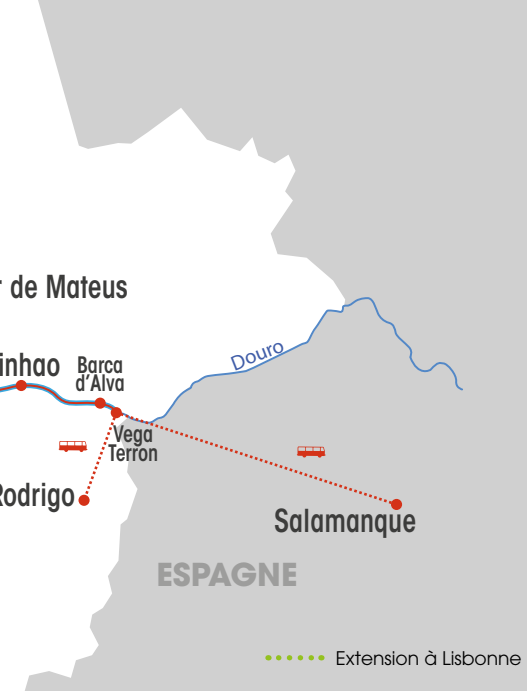 r de Mateus
Douro
inhao
Barca
d'Alva
Vega
Terron
Rodrigo
Salamanque
ESPAGNE
Extension à Lisbonne